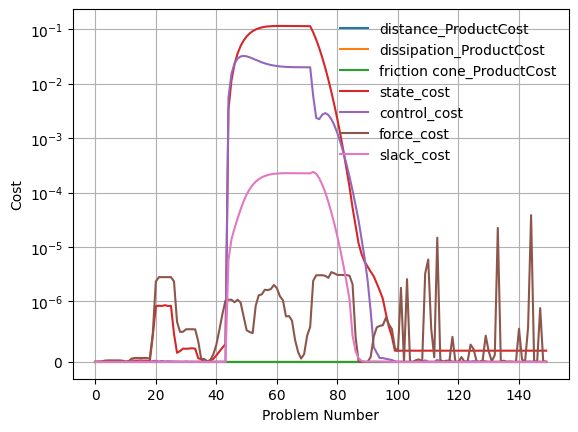 distance_ProductCost
dissipation_ProductCost
friction cone_ProductCost
state_cost
control_cost
force_cost
slack_cost
Cost
10⁻¹
10⁻²
10⁻³
10⁻⁴
10⁻⁵
10⁻⁶
0
0 20 40 60 80 100 120 140
Problem Number